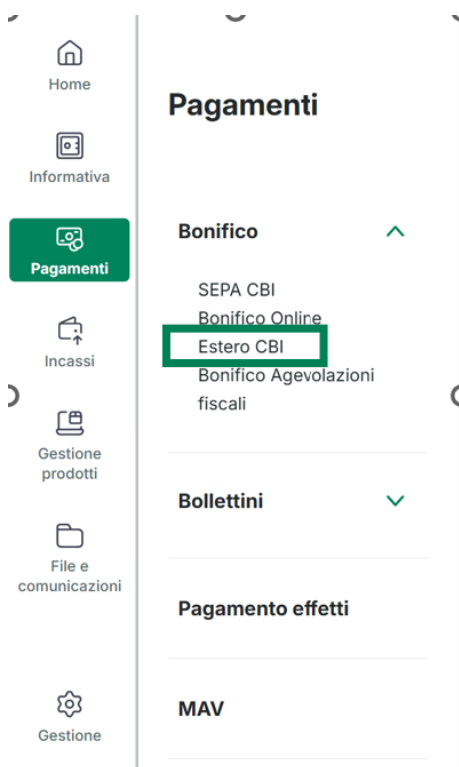 Home
Informativa
Pagamenti
Incassi
Gestione
prodotti
File e
comunicazioni
Gestione
Pagamenti
Bonifico
SEPA CBI
Bonifico Online
Estero CBI
Bonifico Agevolazioni
fiscali
Bollettini
Pagamento effetti
MAV